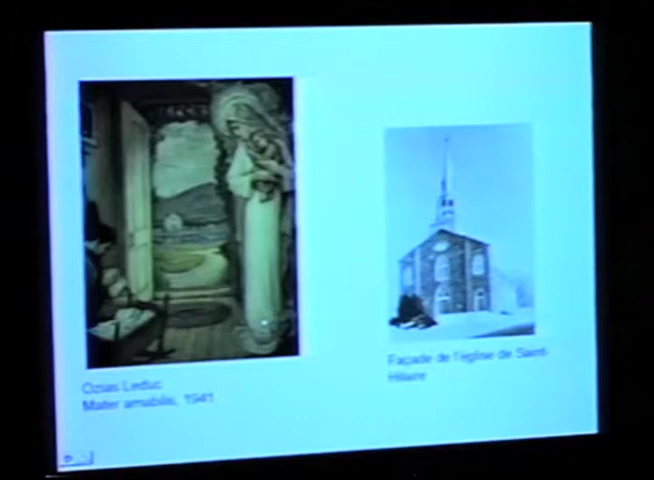 Ozias Leduc
Mater amabilis, 1941
Façade de l'église de Saint-
Hilaire